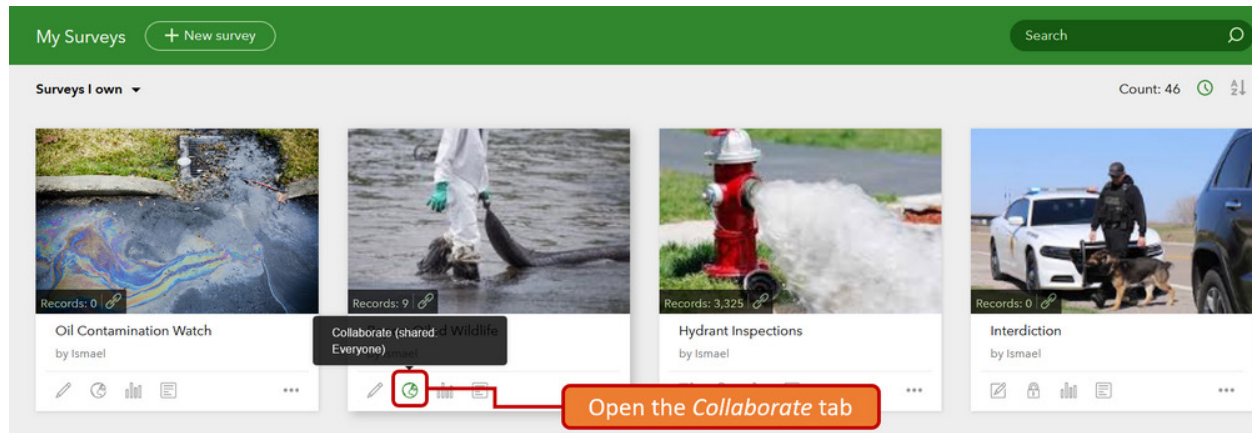 My Surveys
+ New survey
Search
Surveys I own
Count: 46
Records: 0
Records: 9
Records: 3,325
Records: 0
Oil Contamination Watch
by Ismael
Collaborate (shared:
Everyone)
d Wildlife
Hydrant Inspections
by Ismael
Interdiction
by Ismael
Open the Collaborate tab